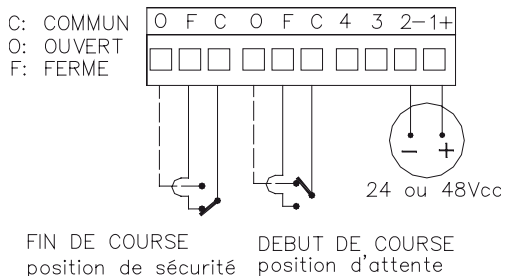 C: COMMUN
O: OUVERT
F: FERME
O F C O F C 4 3 2- 1+
- +
24 ou 48Vcc
FIN DE COURSE
position de sécurité
DEBUT DE COURSE
position d'attente